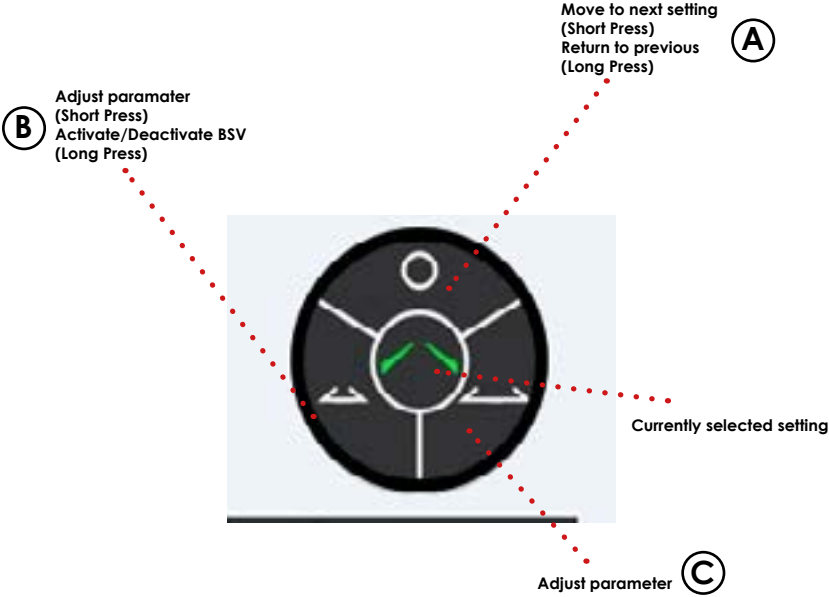 Move to next setting
(Short Press)
Return to previous
(Long Press)
A
B
Adjust paramater
(Short Press)
Activate/Deactivate BSV
(Long Press)
Currently selected setting
Adjust parameter
C